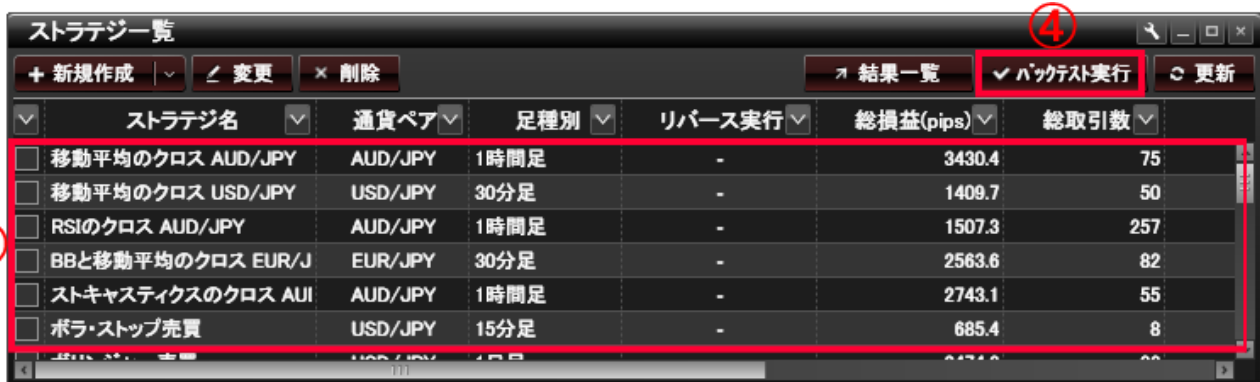 ストラテジ一覧
④
+ 新規作成 変更 × 削除 結果一覧 バックテスト実行 更新
ストラテジ名 通貨ペア 足種別 リバース実行 総損益(pips) 総取引数
移動平均のクロス AUD/JPY AUD/JPY 1時間足 - 3430.4 75
移動平均のクロス USD/JPY USD/JPY 30分足 - 1409.7 50
RSIのクロス AUD/JPY AUD/JPY 1時間足 - 1507.3 257
BBと移動平均のクロス EUR/J EUR/JPY 30分足 - 2563.6 82
ストキャスティクスのクロス AUI AUD/JPY 1時間足 - 2743.1 55
ボラ・ストップ売買 USD/JPY 15分足 - 685.4 8